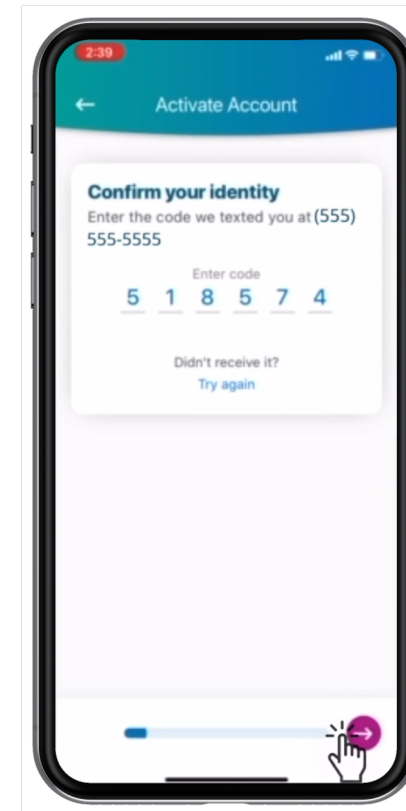 2:39
Activate Account
Confirm your identity
Enter the code we texted you at (555)
555-5555
Enter code
5 1 8 5 7 4
Didn't receive it?
Try again